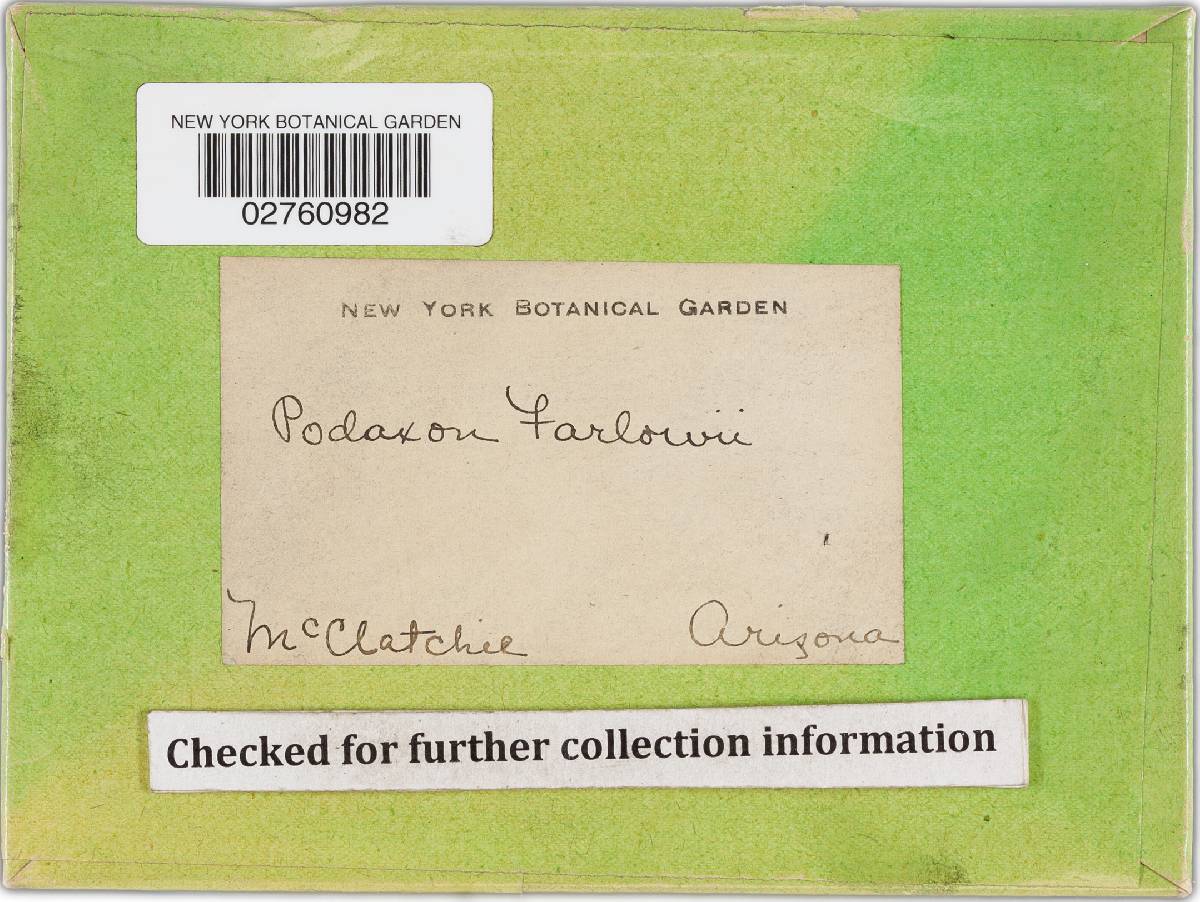 NEW YORK BOTANICAL GARDEN
02760982
NEW YORK BOTANICAL GARDEN
Podaxon Farlowii
McClatchie
Arizona
Checked for further collection information